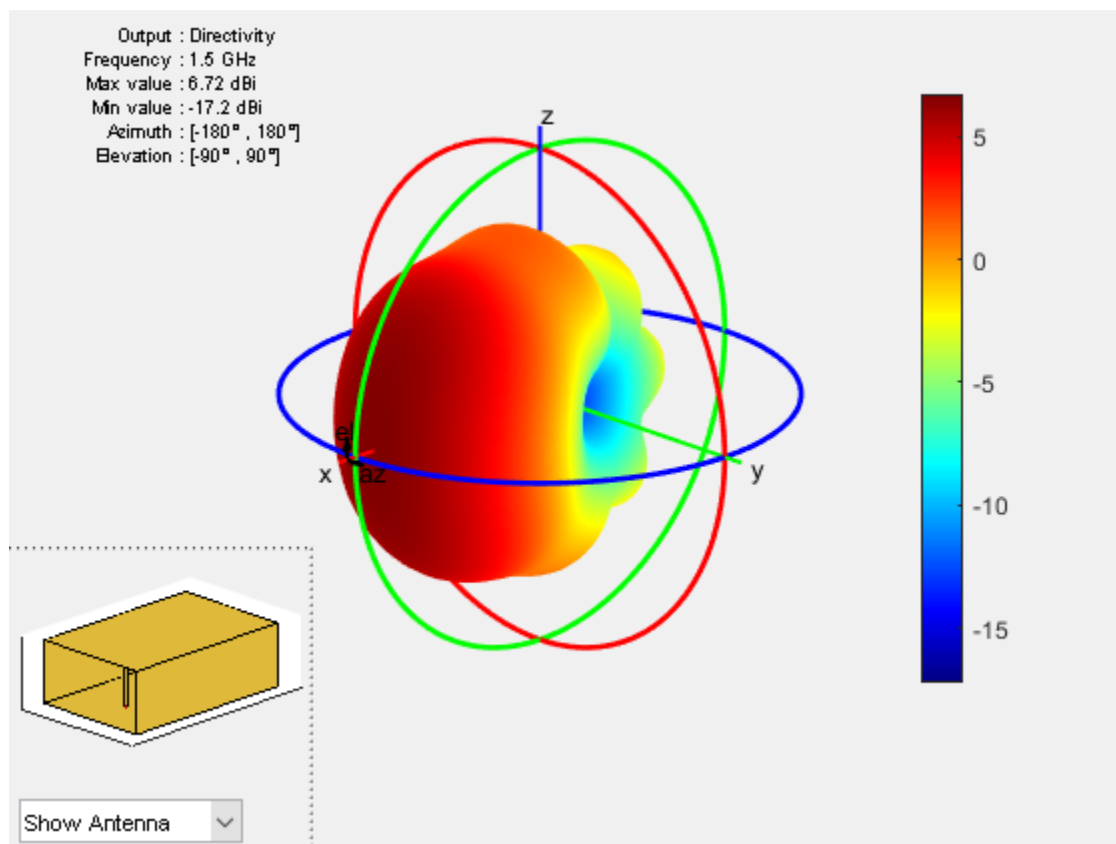 Output : Directivity
Frequency : 1.5 GHz
Max value : 6.72 dBi
Min value : -17.2 dBi
Azimuth : [-180° , 180°]
Elevation : [-90° , 90°]
z
5
0
-5
-10
-15
el
x
az
y
Show Antenna